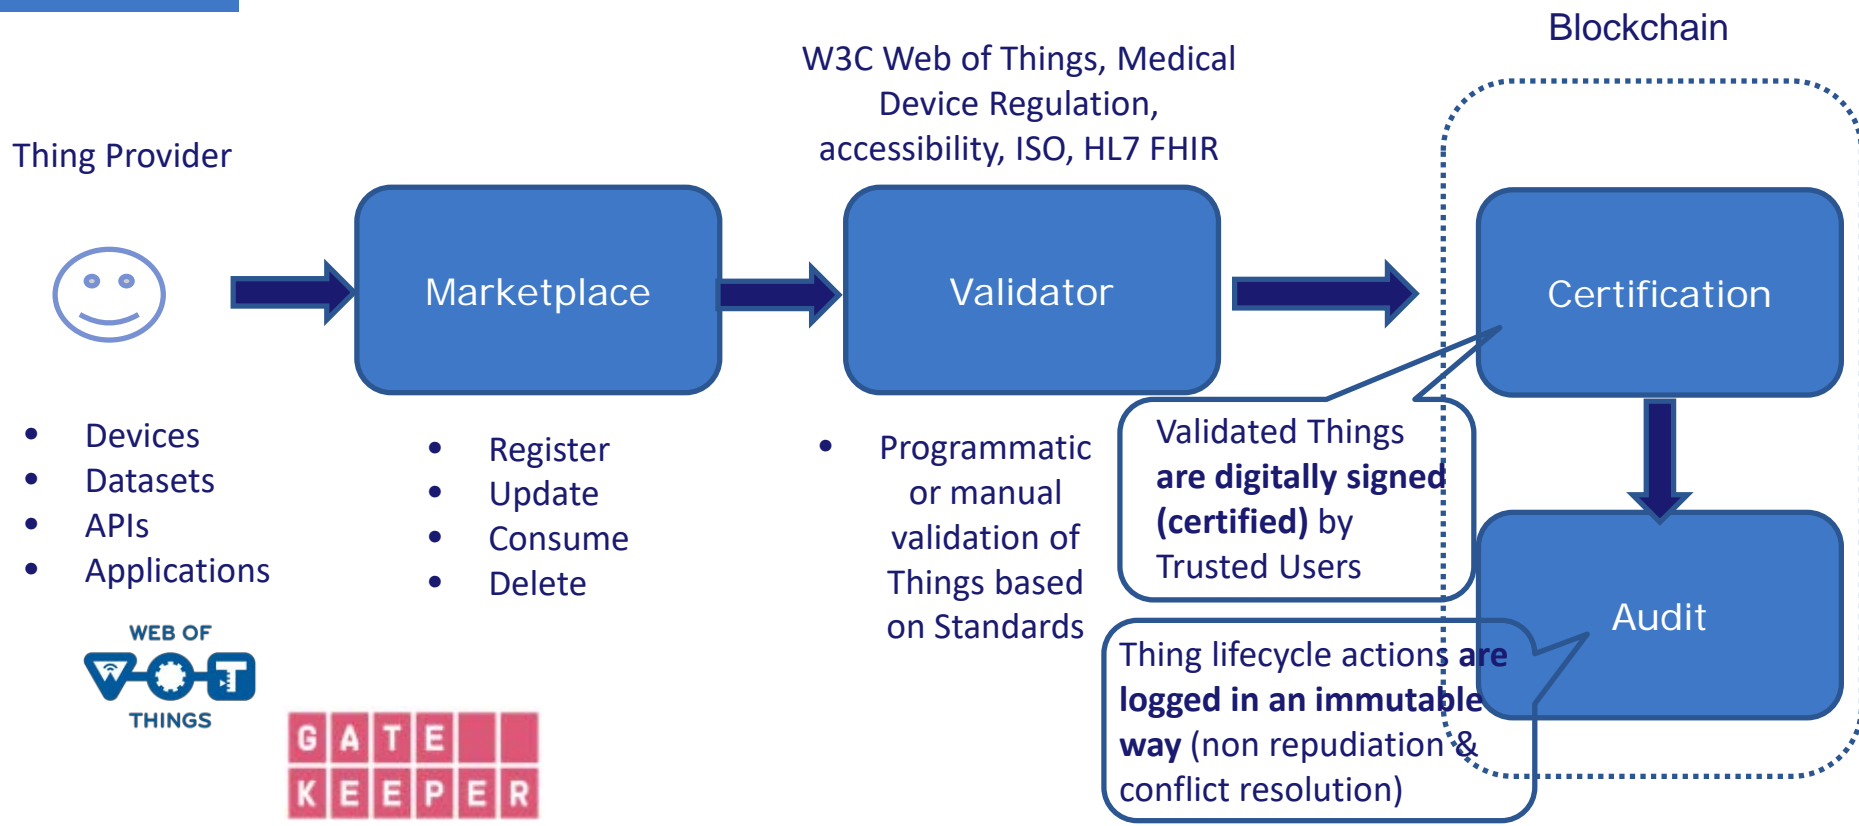 Blockchain
W3C Web of Things, Medical
Device Regulation,
accessibility, ISO, HL7 FHIR
Thing Provider
Marketplace
Validator
Certification
• Devices
• Datasets
• APIs
• Applications
• Register
• Update
• Consume
• Delete
• Programmatic
or manual
validation of
Things based
on Standards
Validated Things
are digitally signed
(certified) by
Trusted Users
Audit
Thing lifecycle actions are
logged in an immutable
way (non repudiation &
conflict resolution)
WEB OF
WOT
THINGS
GATE
KEEPER